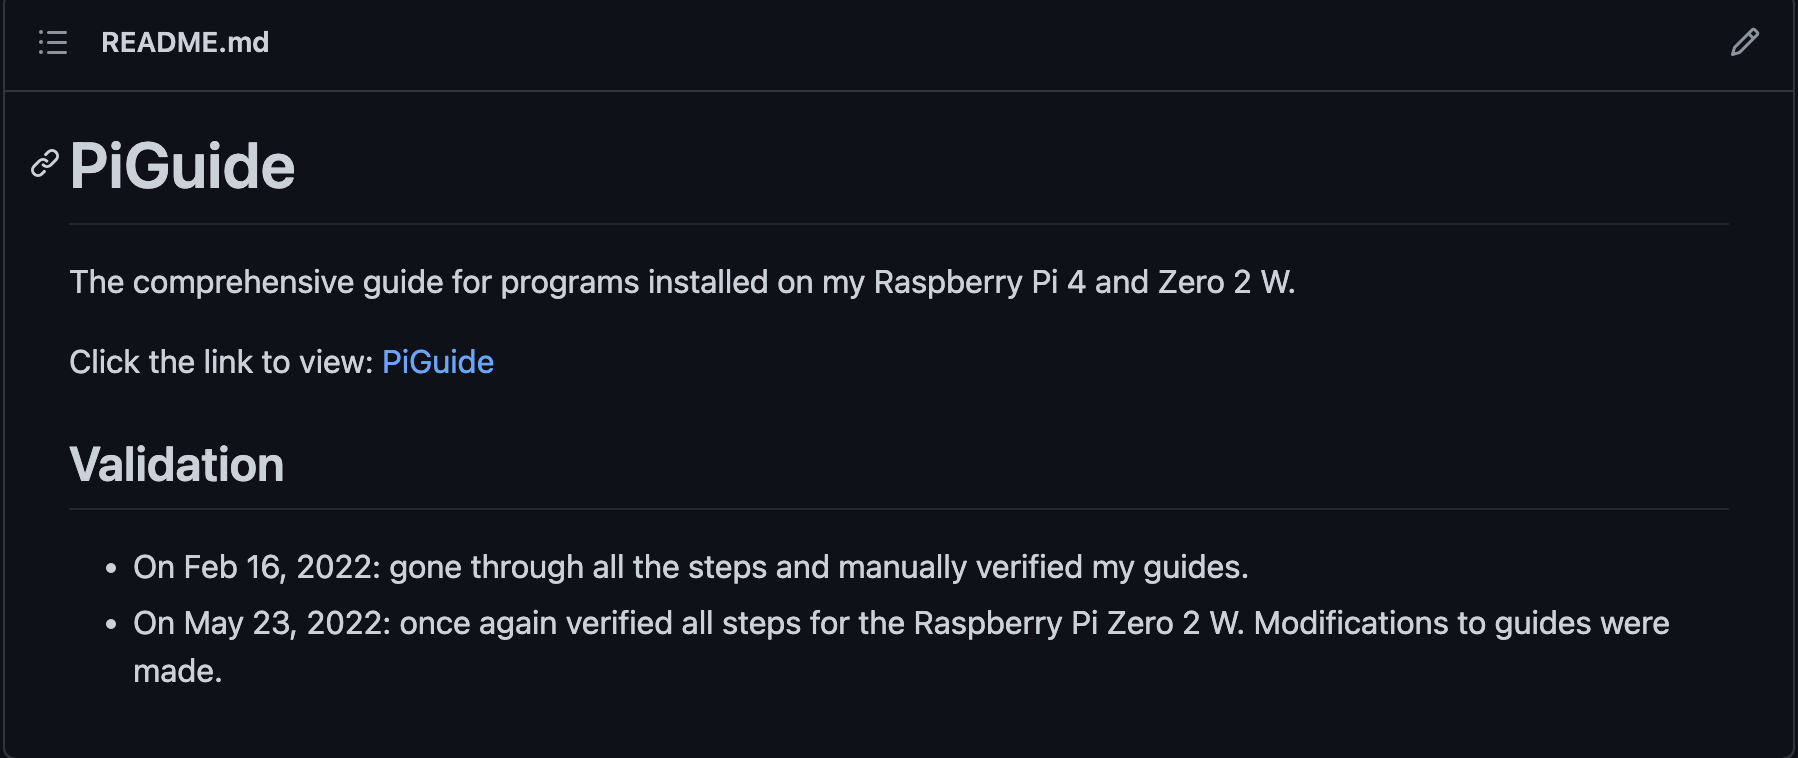 README.md
PiGuide
The comprehensive guide for programs installed on my Raspberry Pi 4 and Zero 2 W.
Click the link to view: PiGuide
Validation
• On Feb 16, 2022: gone through all the steps and manually verified my guides.
• On May 23, 2022: once again verified all steps for the Raspberry Pi Zero 2 W. Modifications to guides were
made.